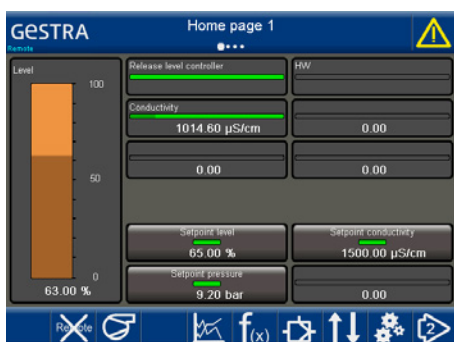 GESTRA
Home page 1
Remote
Level
100
50
0
63.00 %
Release level controller
HW
Conductivity
1014.60 µS/cm
0.00
0.00
0.00
Setpoint level
65.00 %
Setpoint conductivity
1500.00 µS/cm
Setpoint pressure
9.20 bar
0.00
Remote
f(x)
2